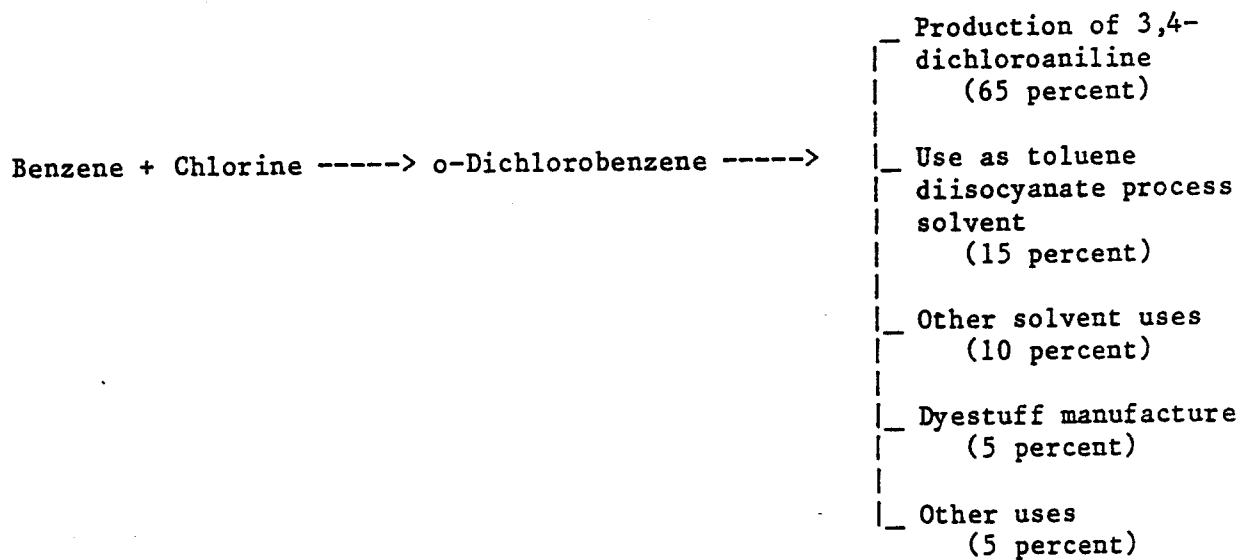 Production of 3,4-
dichloroaniline
(65 percent)
Benzene + Chlorine -----> o-Dichlorobenzene ----->
Use as toluene
diisocyanate process
solvent
(15 percent)
Other solvent uses
(10 percent)
Dyestuff manufacture
(5 percent)
Other uses
(5 percent)